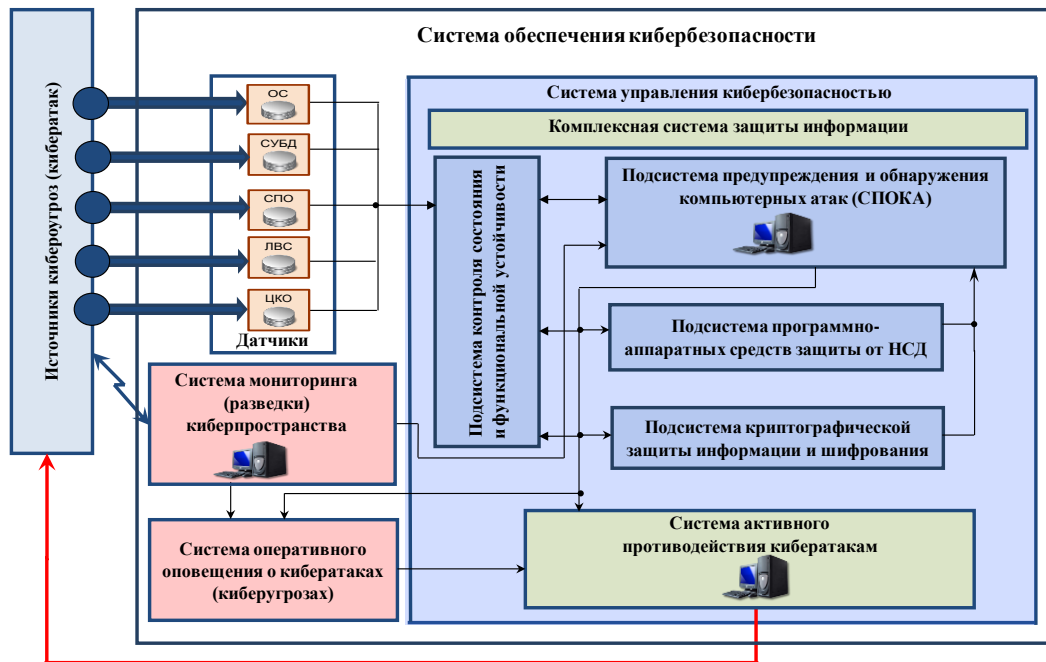 Система обеспечения кибербезопасности
Источники кибероугроз (кибератак)
ОС
СУБД
СПО
ЛВС
ЦКО
Датчики
Система управления кибербезопасностью
Комплексная система защиты информации
Подсистема контроля состояния
и функциональной устойчивости
Подсистема предупреждения и обнаружения
компьютерных атак (СПОКА)
Подсистема программно-
аппаратных средств защиты от НСД
Подсистема криптографической
защиты информации и шифрования
Система мониторинга
(разведки)
киберпространства
Система оперативного
оповещения о кибератаках
(киберугрозах)
Система активного
противодействия кибератакам